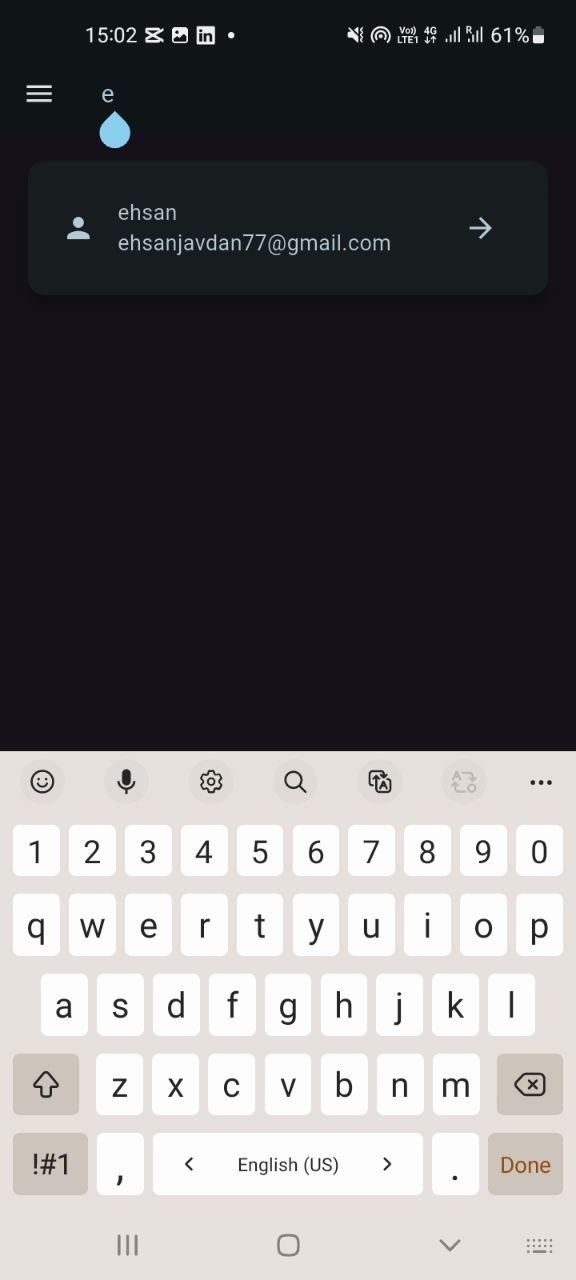 15:02
Vo)) 4G
LTE1
R
61%
e
ehsan
ehsanjavdan77@gmail.com
1 2 3 4 5 6 7 8 9 0
q w e r t y u i o p
a s d f g h j k l
z x c v b n m
!#1 , English (US) . Done